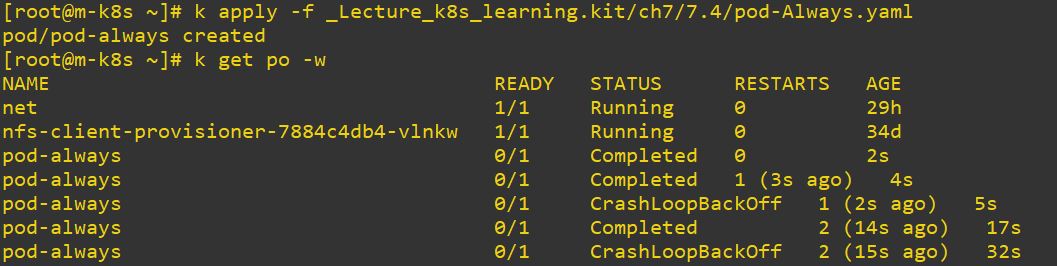 [root@m-k8s ~]# k apply -f _Lecture_k8s_learning.kit/ch7/7.4/pod-Always.yaml
pod/pod-always created
[root@m-k8s ~]# k get po -w
NAME READY STATUS RESTARTS AGE
net 1/1 Running 0 29h
nfs-client-provisioner-7884c4db4-vlnkw 1/1 Running 0 34d
pod-always 0/1 Completed 0 2s
pod-always 0/1 Completed 1 (3s ago) 4s
pod-always 0/1 CrashLoopBackOff 1 (2s ago) 5s
pod-always 0/1 Completed 2 (14s ago) 17s
pod-always 0/1 CrashLoopBackOff 2 (15s ago) 32s